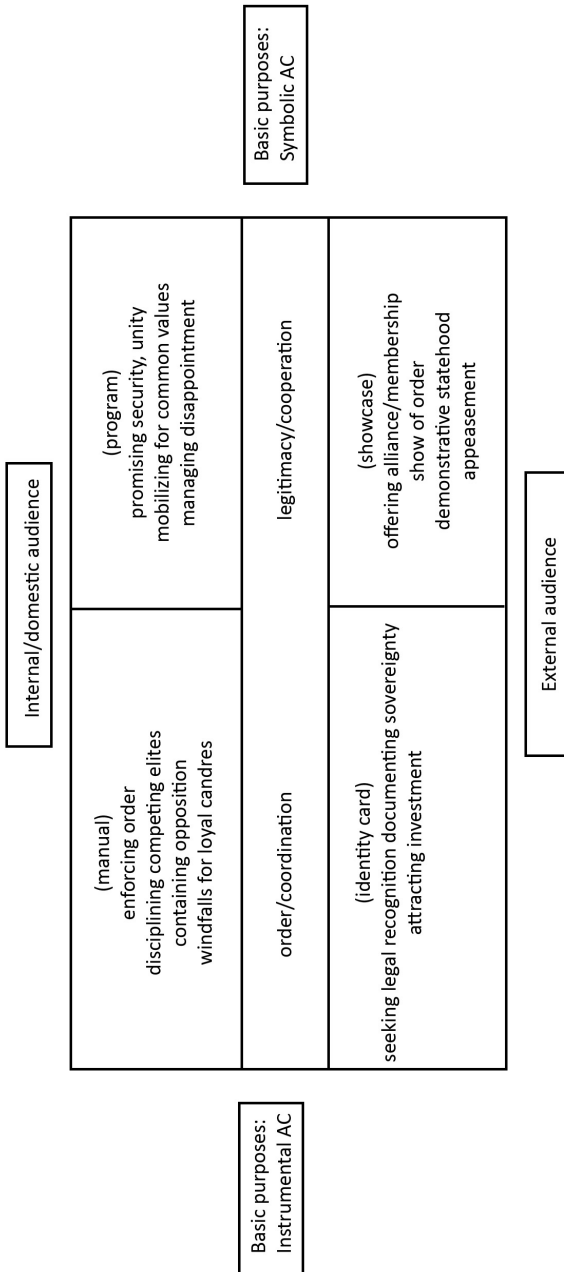 Internal/domestic audience
Basic purposes:
Instrumental AC
(manual)
enforcing order
disciplining competing elites
containing opposition
windfalls for loyal candres
(program)
promising security, unity
mobilizing for common values
managing disappointment
order/coordination
legitimacy/cooperation
(identity card)
seeking legal recognition documenting sovereignty
attracting investment
(showcase)
offering alliance/membership
show of order
demonstrative statehood
appeasement
Basic purposes:
Symbolic AC
External audience